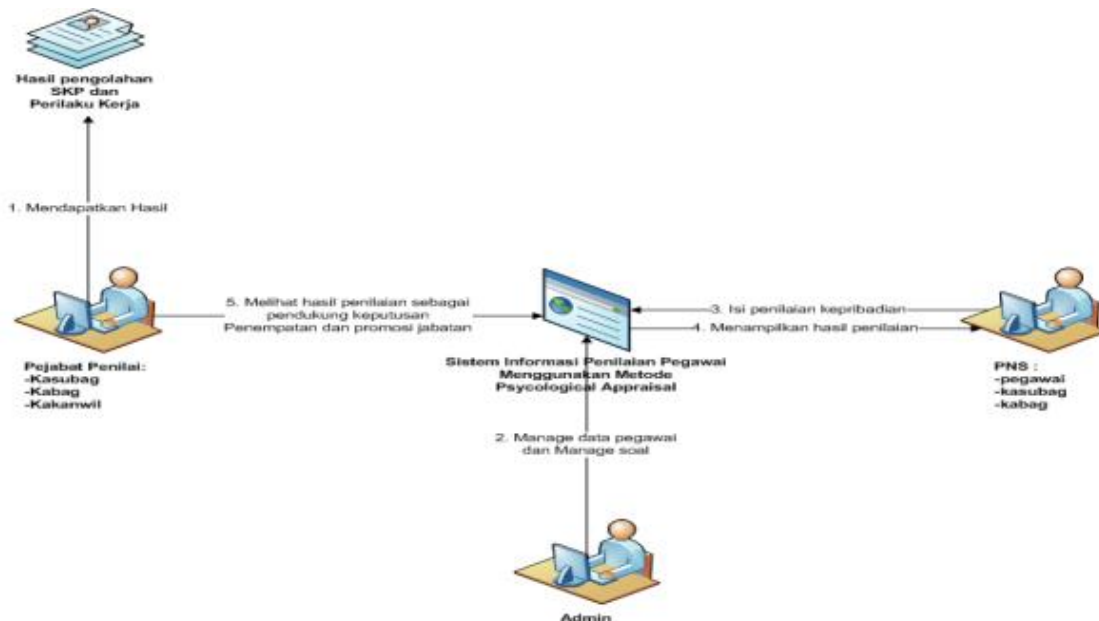 Hasil pengolahan
SKP dan
Perilaku Kerja
1. Mendapatkan Hasil
5. Melihat hasil penilaian sebagai
pendukung keputusan
Penempatan dan promosi jabatan
3. Isi penilaian kepribadian
4. Menampilkan hasil penilaian
Pejabat Penilai:
-Kasubag
-Kabag
-Kakanwil
Sistem Informasi Penilaian Pegawai
Menggunakan Metode
Psycological Appraisal
PNS :
-pegawai
-kasubag
-kabag
2. Manage data pegawai
dan Manage soal
Admin